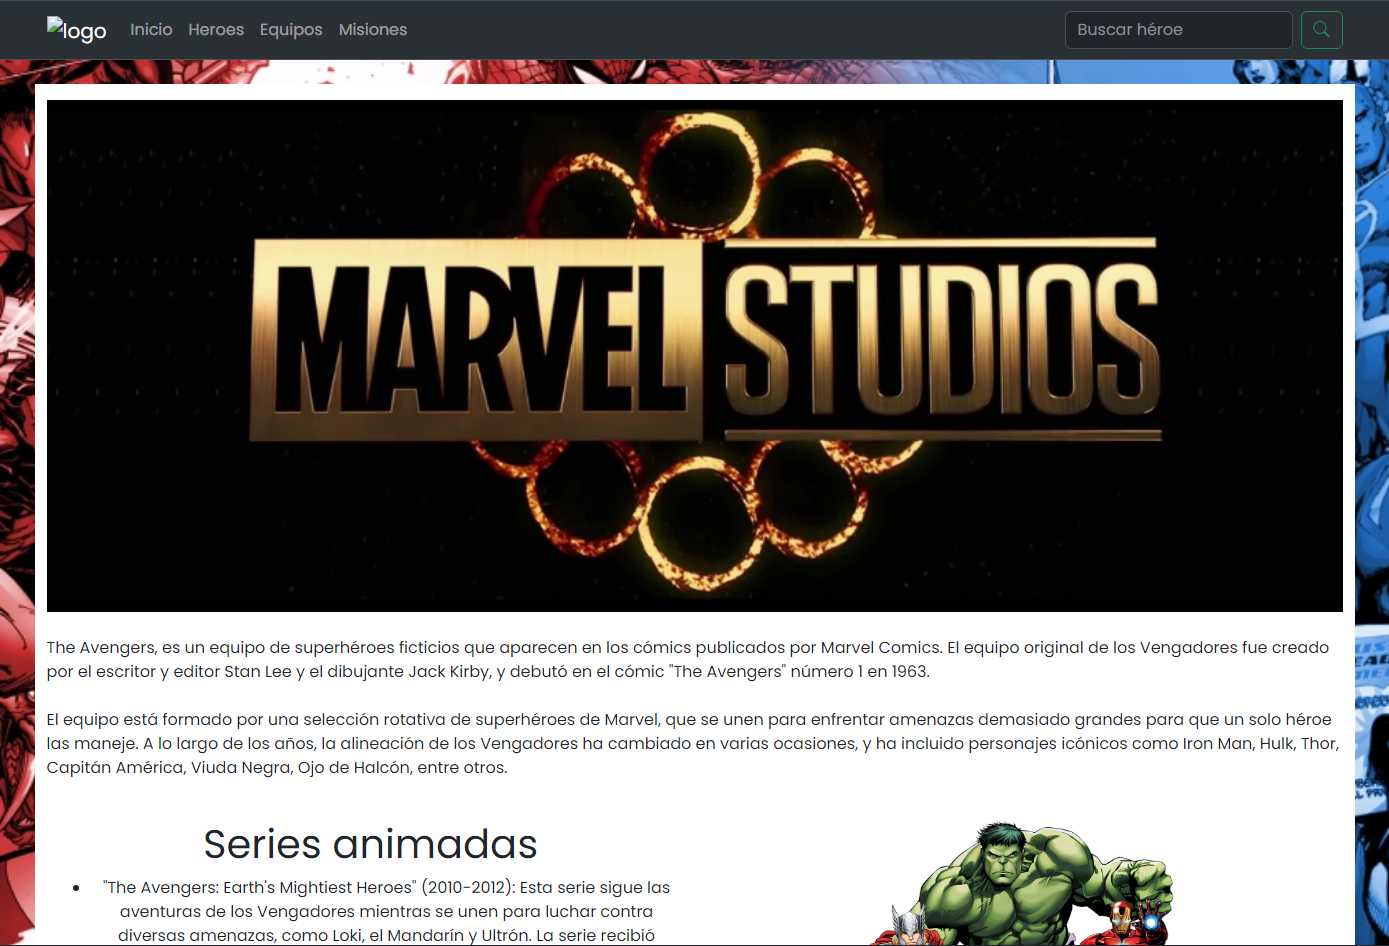 logo Inicio Heroes Equipos Misiones Buscar héroe
MARVEL STUDIOS
The Avengers, es un equipo de superhéroes ficticios que aparecen en los cómics publicados por Marvel Comics. El equipo original de los Vengadores fue creado
por el escritor y editor Stan Lee y el dibujante Jack Kirby, y debutó en el cómic "The Avengers" número 1 en 1963.
El equipo está formado por una selección rotativa de superhéroes de Marvel, que se unen para enfrentar amenazas demasiado grandes para que un solo héroe
las maneje. A lo largo de los años, la alineación de los Vengadores ha cambiado en varias ocasiones, y ha incluido personajes icónicos como Iron Man, Hulk, Thor,
Capitán América, Viuda Negra, Ojo de Halcón, entre otros.
Series animadas
• "The Avengers: Earth's Mightiest Heroes" (2010-2012): Esta serie sigue las
aventuras de los Vengadores mientras se unen para luchar contra
diversas amenazas, como Loki, el Mandarín y Ultrón. La serie recibió